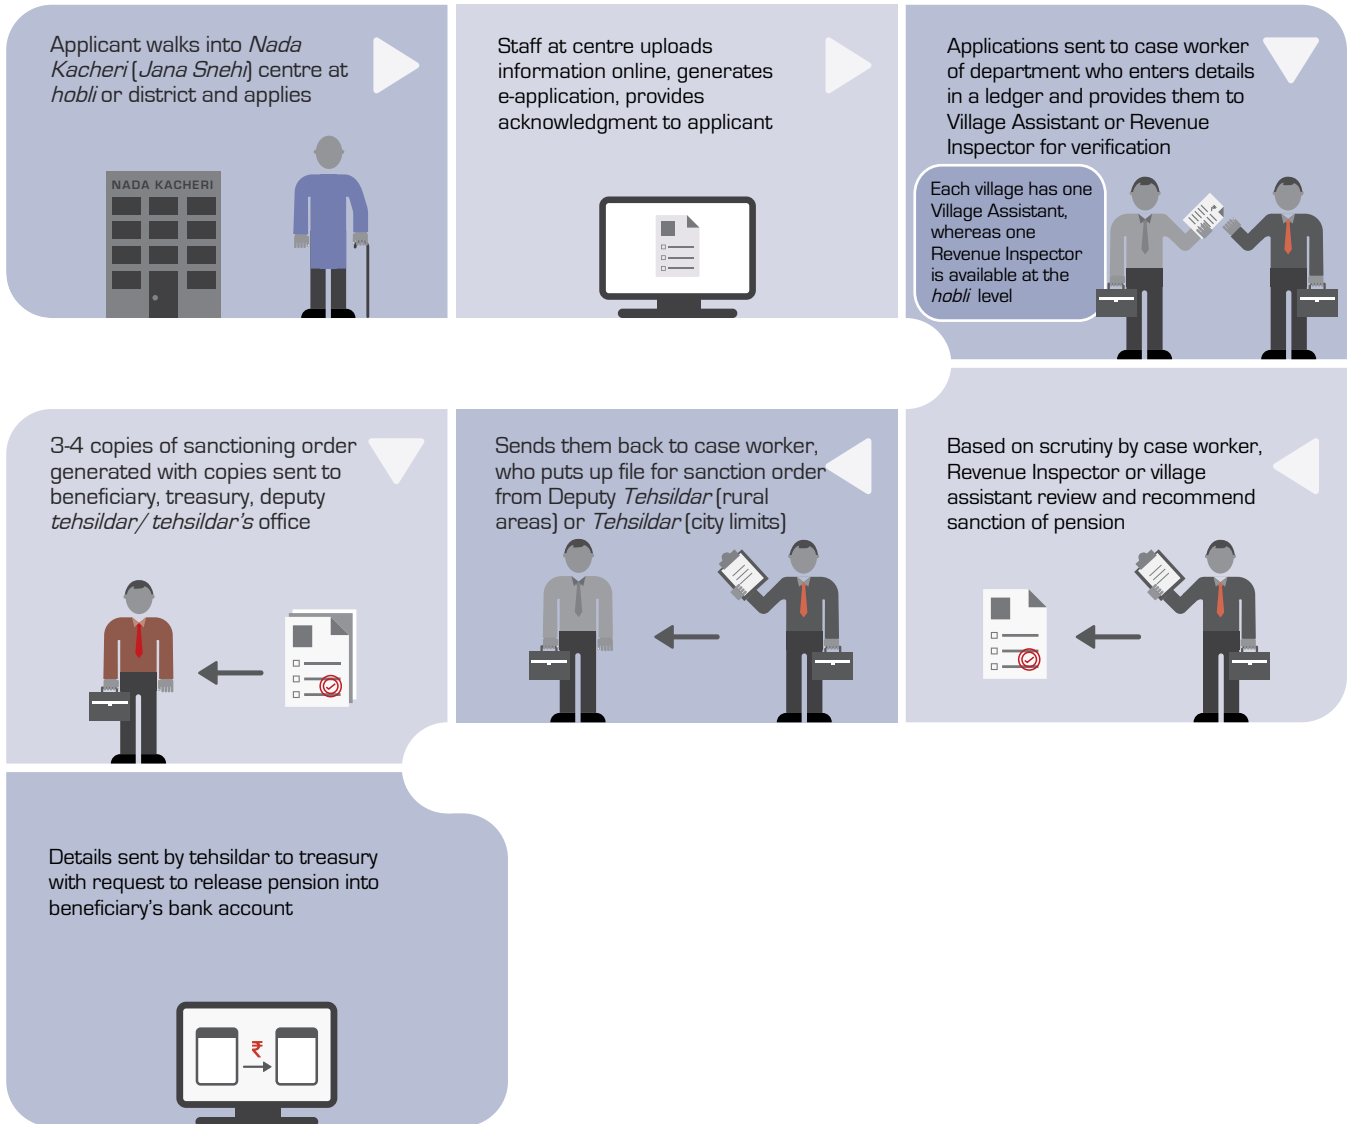 Applicant walks into Nada
Kacheri (Jana Snehi) centre at
hobli or district and applies
NADA KACHERI
Staff at centre uploads
information online, generates
e-application, provides
acknowledgment to applicant
Applications sent to case worker
of department who enters details
in a ledger and provides them to
Village Assistant or Revenue
Inspector for verification
Each village has one
Village Assistant,
whereas one
Revenue Inspector
is available at the
hobli level
Based on scrutiny by case worker,
Revenue Inspector or village
assistant review and recommend
sanction of pension
Sends them back to case worker,
who puts up file for sanction order
from Deputy Tehsildar (rural
areas) or Tehsildar (city limits)
3-4 copies of sanctioning order
generated with copies sent to
beneficiary, treasury, deputy
tehsildar/ tehsildar's office
Details sent by tehsildar to treasury
with request to release pension into
beneficiary's bank account
₹